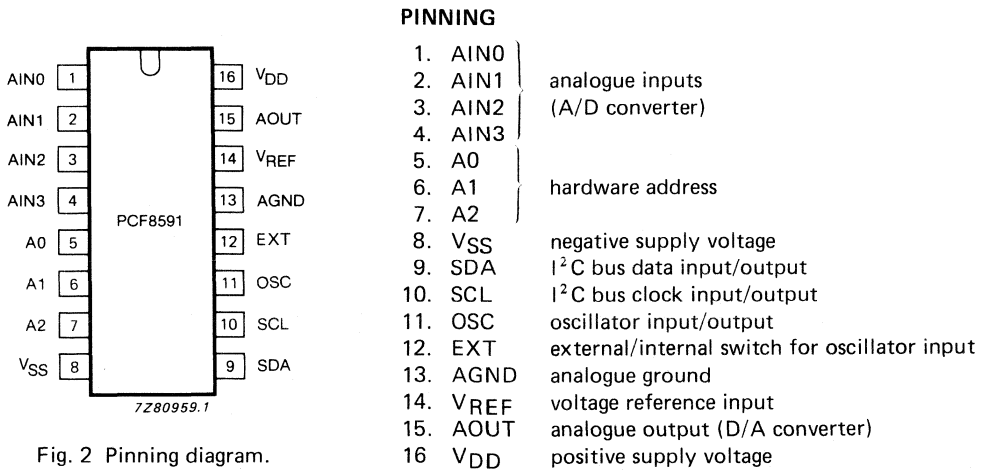 AIN0 1
AIN1 2
AIN2 3
AIN3 4
A0 5
A1 6
A2 7
VSS 8
PCF8591
16 VDD
15 AOUT
14 VREF
13 AGND
12 EXT
11 OSC
10 SCL
9 SDA
7Z80959.1
Fig. 2 Pinning diagram.
PINNING
1. AIN0
2. AIN1 analogue inputs
3. AIN2 (A/D converter)
4. AIN3
5. A0
6. A1 hardware address
7. A2
8. VSS negative supply voltage
9. SDA I²C bus data input/output
10. SCL I²C bus clock input/output
11. OSC oscillator input/output
12. EXT external/internal switch for oscillator input
13. AGND analogue ground
14. VREF voltage reference input
15. AOUT analogue output (D/A converter)
16 VDD positive supply voltage